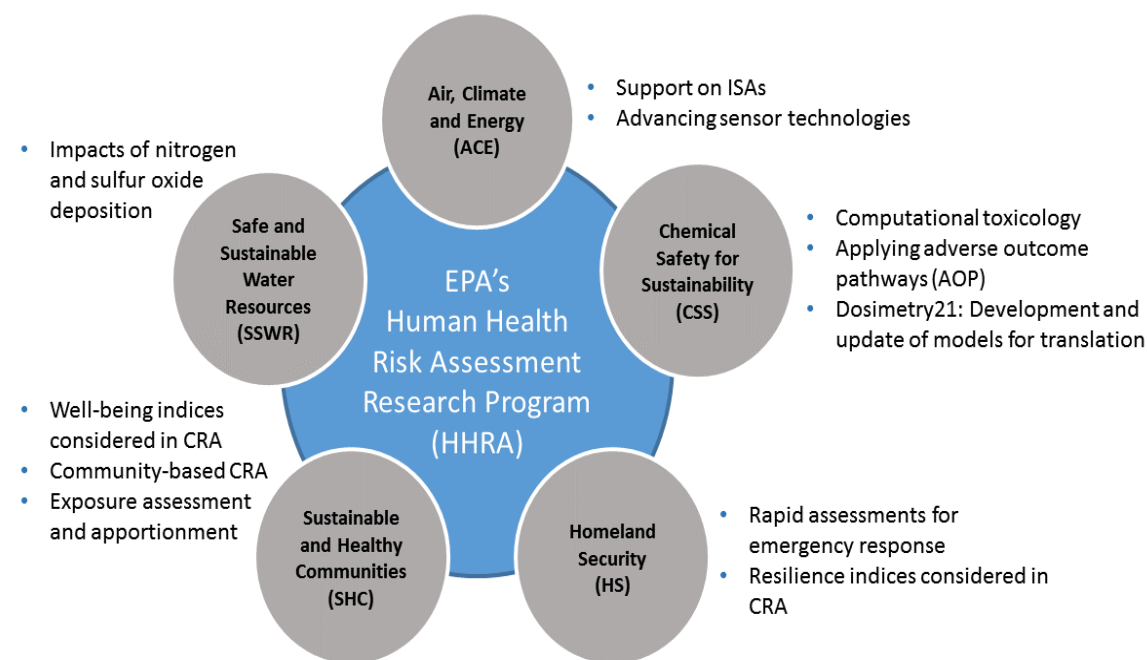 Air, Climate
and Energy
(ACE)
• Support on ISAs
• Advancing sensor technologies
• Impacts of nitrogen
and sulfur oxide
deposition
Safe and
Sustainable
Water
Resources
(SSWR)
Chemical
Safety for
Sustainability
(CSS)
• Computational toxicology
• Applying adverse outcome
pathways (AOP)
• Dosimetry21: Development and
update of models for translation
EPA’s
Human Health
Risk Assessment
Research Program
(HHRA)
• Well-being indices
considered in CRA
• Community-based CRA
• Exposure assessment
and apportionment
Sustainable
and Healthy
Communities
(SHC)
Homeland
Security
(HS)
• Rapid assessments for
emergency response
• Resilience indices considered in
CRA